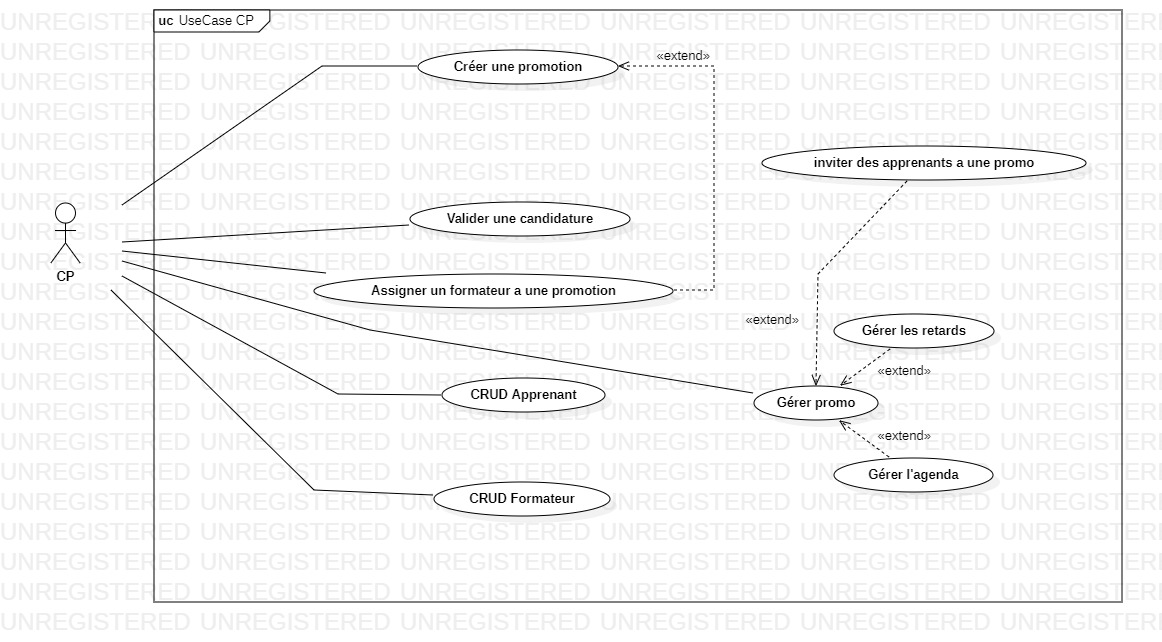 uc UseCase CP
Créer une promotion
«extend»
inviter des apprenants a une promo
Valider une candidature
CP
Assigner un formateur a une promotion
«extend»
Gérer les retards
«extend»
CRUD Apprenant
Gérer promo
«extend»
Gérer l'agenda
CRUD Formateur
UNREGISTERED